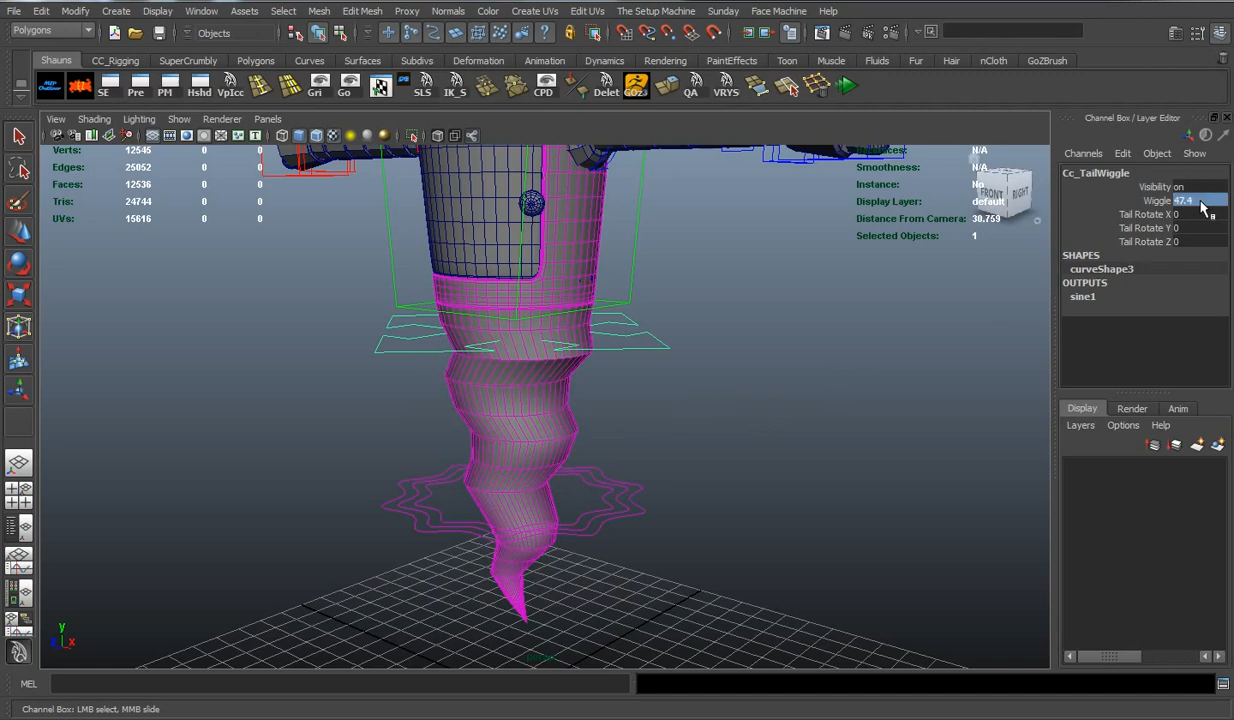 File Edit Modify Create Display Window Assets Select Mesh Edit Mesh Proxy Normals Color Create UVs Edit UVs The Setup Machine Sunday Face Machine Help
Polygons Objects
Shauns CC_Rigging SuperCrumbly Polygons Curves Surfaces Subdivs Deformation Animation Dynamics Rendering PaintEffects Toon Muscle Fluids Fur Hair nCloth GoZBrush
SE Pre PM Hshd VpIcc Gri Go SLS IK_S CPD Delet GOz3 QA VRYS
View Shading Lighting Show Renderer Panels
Channel Box / Layer Editor
Channels Edit Object Show
Verts: 12545 0 0
Edges: 25052 0 0
Faces: 12536 0 0
Tris: 24744 0 0
UVs: 15616 0 0
N/A
Smoothness: N/A
Instance: No
Display Layer: default
Distance From Camera: 30.759
Selected Objects: 1
FRONT RIGHT
Cc_TailWiggle
Visibility on
Wiggle 47.4
Tail Rotate X 0
Tail Rotate Y 0
Tail Rotate Z 0
SHAPES
curveShape3
OUTPUTS
sine1
Display Render Anim
Layers Options Help
y
x
MEL
Channel Box: LMB select, MMB slide